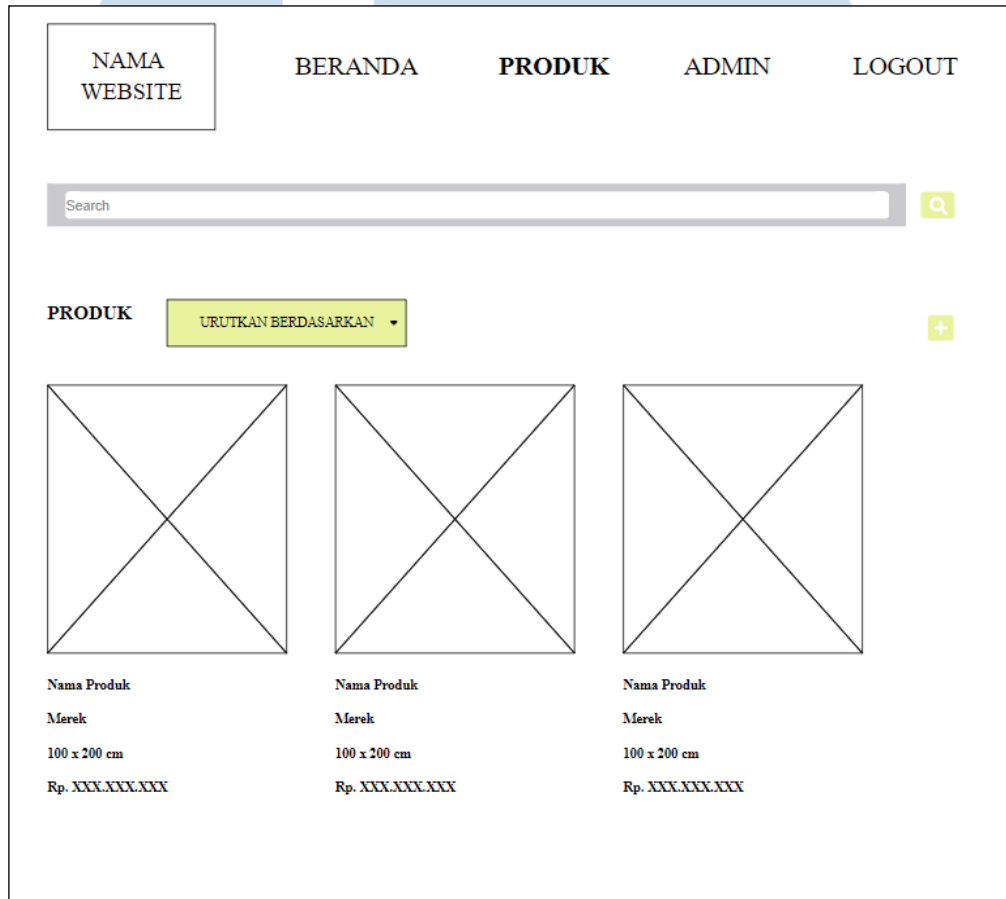 NAMA
WEBSITE
BERANDA
PRODUK
ADMIN
LOGOUT
Search
PRODUK
URUTKAN BERDASARKAN
Nama Produk
Merek
100 x 200 cm
Rp. XXX.XXX.XXX
Nama Produk
Merek
100 x 200 cm
Rp. XXX.XXX.XXX
Nama Produk
Merek
100 x 200 cm
Rp. XXX.XXX.XXX